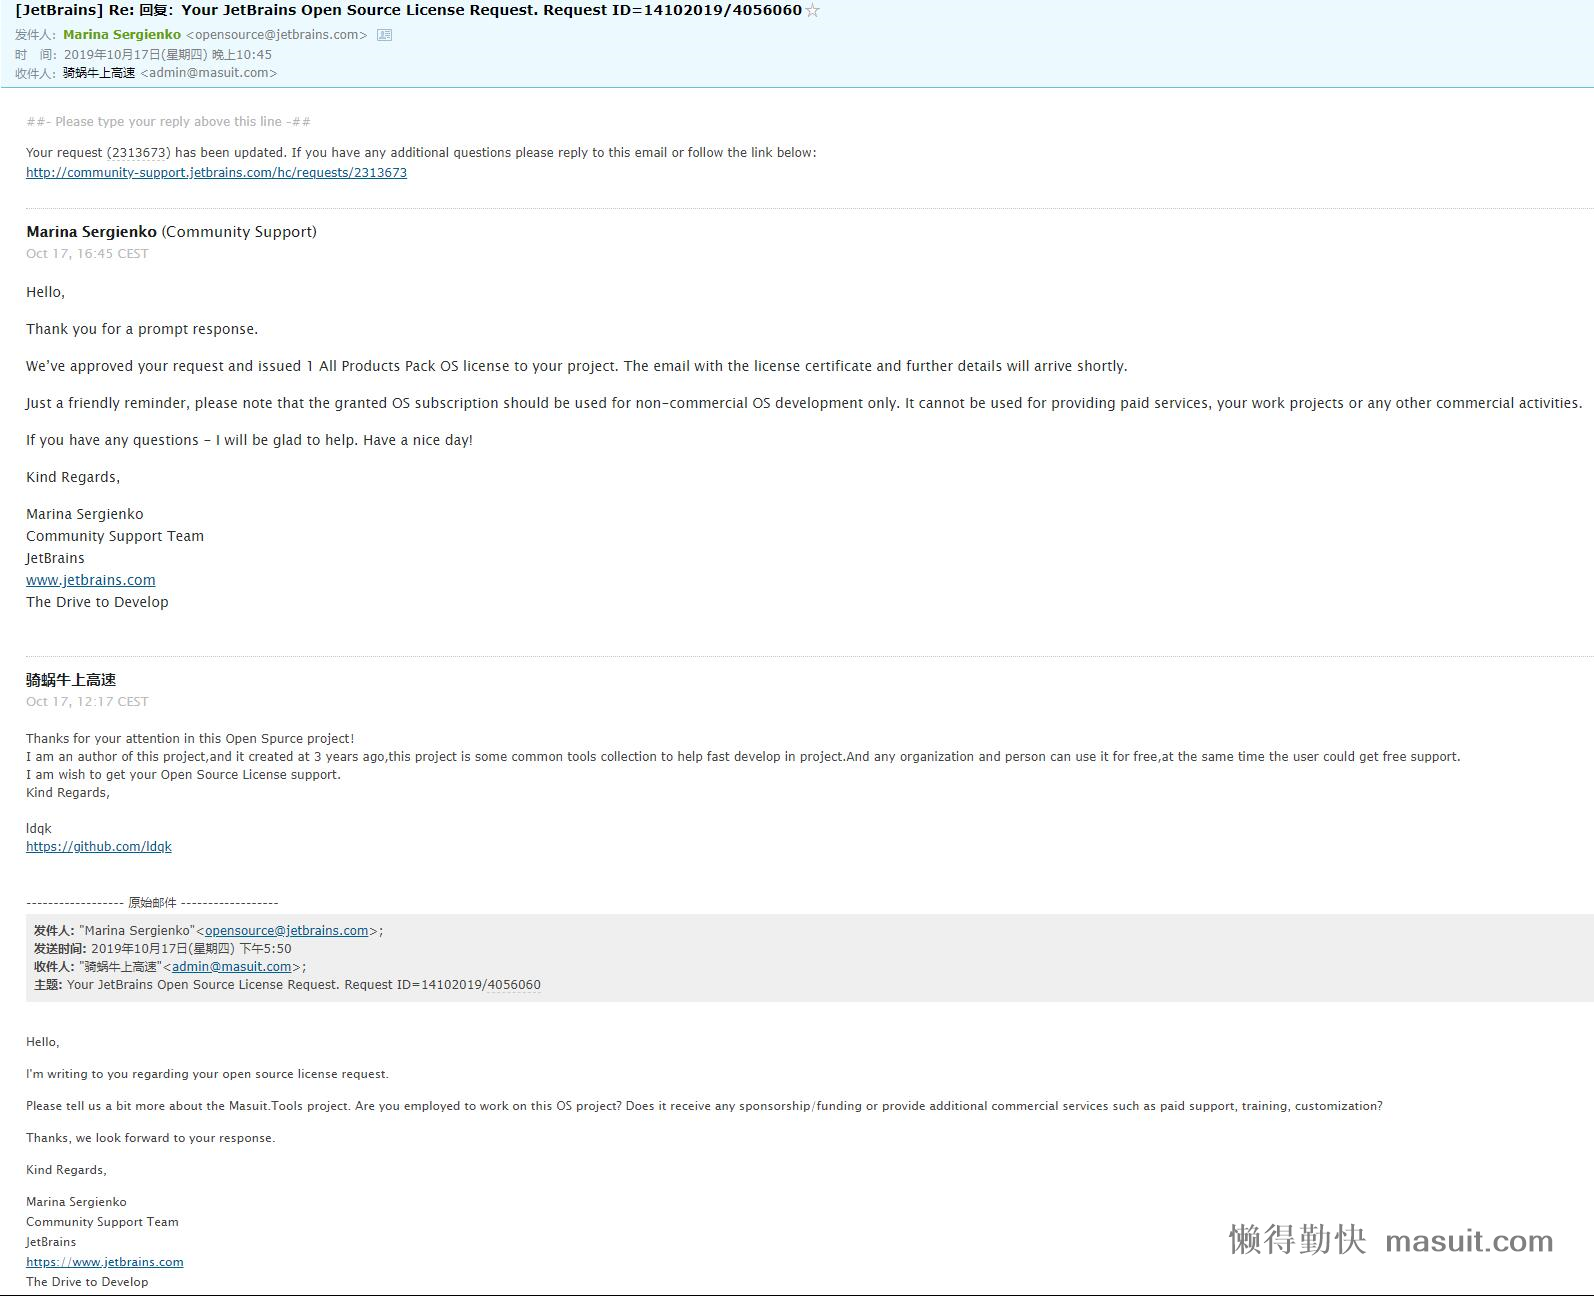 [JetBrains] Re: 回复：Your JetBrains Open Source License Request. Request ID=14102019/4056060☆
发件人：Marina Sergienko <opensource@jetbrains.com>
时　间：2019年10月17日(星期四) 晚上10:45
收件人：骑蜗牛上高速 <admin@masuit.com>
##- Please type your reply above this line -##
Your request (2313673) has been updated. If you have any additional questions please reply to this email or follow the link below:
http://community-support.jetbrains.com/hc/requests/2313673
Marina Sergienko (Community Support)
Oct 17, 16:45 CEST
Hello,
Thank you for a prompt response.
We’ve approved your request and issued 1 All Products Pack OS license to your project. The email with the license certificate and further details will arrive shortly.
Just a friendly reminder, please note that the granted OS subscription should be used for non-commercial OS development only. It cannot be used for providing paid services, your work projects or any other commercial activities.
If you have any questions – I will be glad to help. Have a nice day!
Kind Regards,
Marina Sergienko
Community Support Team
JetBrains
www.jetbrains.com
The Drive to Develop
骑蜗牛上高速
Oct 17, 12:17 CEST
Thanks for your attention in this Open Spurce project!
I am an author of this project,and it created at 3 years ago,this project is some common tools collection to help fast develop in project.And any organization and person can use it for free,at the same time the user could get free support.
I am wish to get your Open Source License support.
Kind Regards,
ldqk
https://github.com/ldqk
------------------ 原始邮件 ------------------
发件人: "Marina Sergienko"<opensource@jetbrains.com>;
发送时间: 2019年10月17日(星期四) 下午5:50
收件人: "骑蜗牛上高速"<admin@masuit.com>;
主题: Your JetBrains Open Source License Request. Request ID=14102019/4056060
Hello,
I'm writing to you regarding your open source license request.
Please tell us a bit more about the Masuit.Tools project. Are you employed to work on this OS project? Does it receive any sponsorship/funding or provide additional commercial services such as paid support, training, customization?
Thanks, we look forward to your response.
Kind Regards,
Marina Sergienko
Community Support Team
JetBrains
https://www.jetbrains.com
The Drive to Develop
懒得勤快 masuit.com